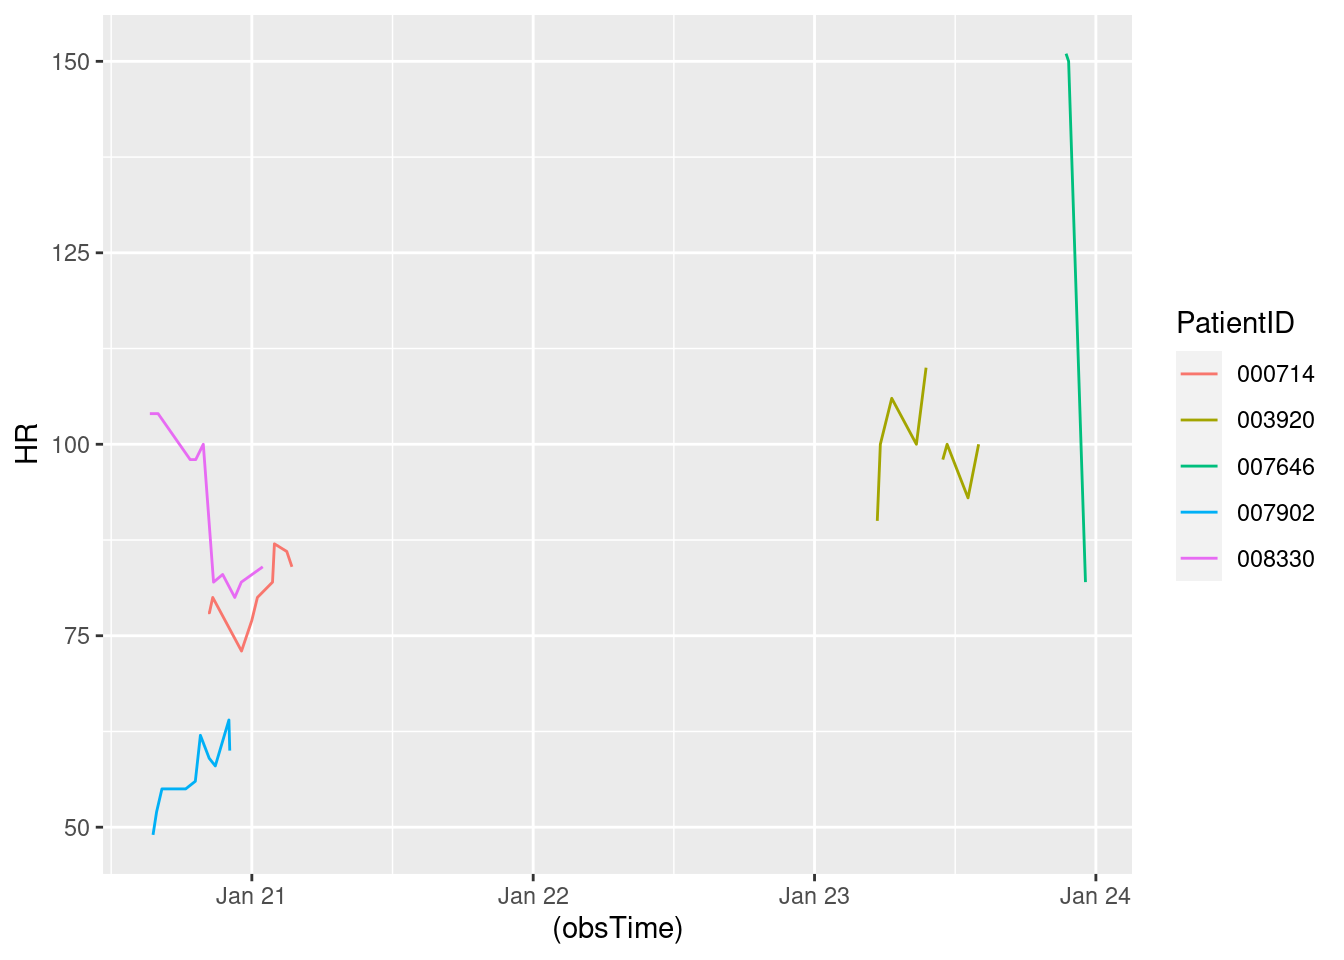 150
125
100
75
50
HR
Jan 21
Jan 22
Jan 23
Jan 24
(obsTime)
PatientID
000714
003920
007646
007902
008330